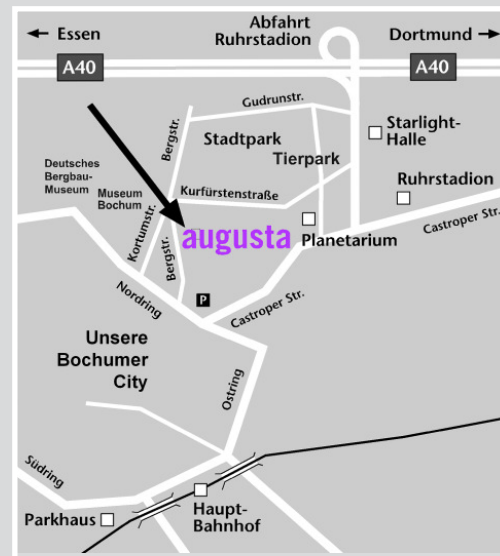 Abfahrt
Ruhrstadion
← Essen
Dortmund →
A40
A40
Gudrunstr.
Bergstr.
Stadtpark
Tierpark
Starlight-
Halle
Deutsches
Bergbau-
Museum
Museum
Bochum
Kurfürstenstraße
Ruhrstadion
Kortumstr.
Bergstr.
augusta
Planetarium
Castroper Str.
Nordring
P
Castroper Str.
Unsere
Bochumer
City
Ostring
Südring
Parkhaus
Haupt-
Bahnhof